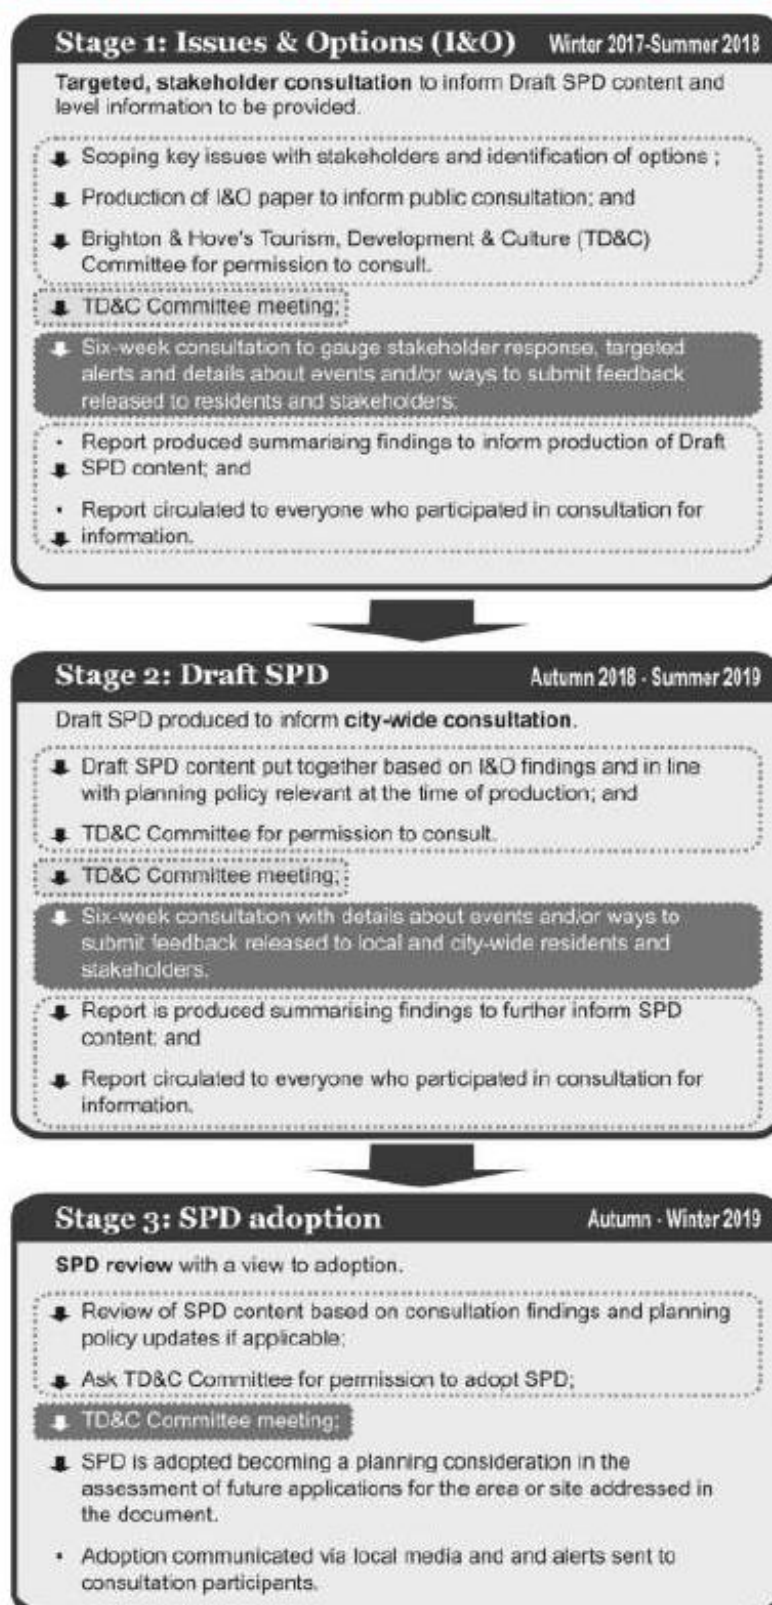 Stage 1: Issues & Options (I&O) Winter 2017-Summer 2018
Targeted, stakeholder consultation to inform Draft SPD content and
level information to be provided.
Scoping key issues with stakeholders and identification of options ;
Production of I&O paper to inform public consultation; and
Brighton & Hove's Tourism, Development & Culture (TD&C)
Committee for permission to consult.
TD&C Committee meeting;
Six-week consultation to gauge stakeholder response, targeted
alerts and details about events and/or ways to submit feedback
released to residents and stakeholders;
• Report produced summarising findings to inform production of Draft
SPD content; and
• Report circulated to everyone who participated in consultation for
information.
Stage 2: Draft SPD Autumn 2018 - Summer 2019
Draft SPD produced to inform city-wide consultation.
Draft SPD content put together based on I&O findings and in line
with planning policy relevant at the time of production; and
TD&C Committee for permission to consult.
TD&C Committee meeting;
Six-week consultation with details about events and/or ways to
submit feedback released to local and city-wide residents and
stakeholders.
Report is produced summarising findings to further inform SPD
content; and
Report circulated to everyone who participated in consultation for
information.
Stage 3: SPD adoption Autumn - Winter 2019
SPD review with a view to adoption.
Review of SPD content based on consultation findings and planning
policy updates if applicable;
Ask TD&C Committee for permission to adopt SPD;
TD&C Committee meeting;
SPD is adopted becoming a planning consideration in the
assessment of future applications for the area or site addressed in
the document.
• Adoption communicated via local media and and alerts sent to
consultation participants.